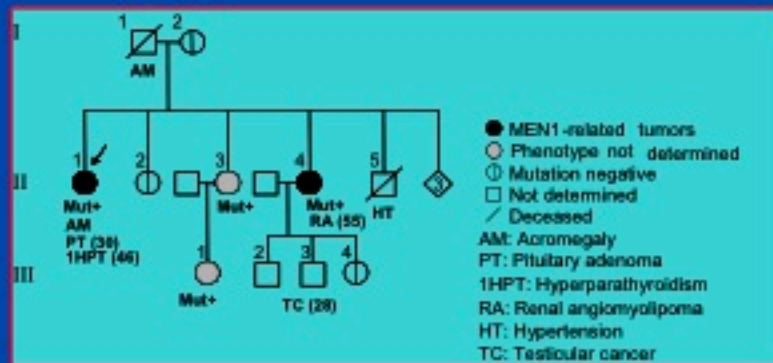 I
1 2
AM
1 2 3 4 5
II
3
Mut+ Mut+ Mut+ HT
AM RA (55)
PT (30)
1HPT (46)
1 2 3 4
III
Mut+ TC (28)
MEN1-related tumors
Phenotype not determined
Mutation negative
Not determined
Deceased
AM: Acromegaly
PT: Pituitary adenoma
1HPT: Hyperparathyroidism
RA: Renal angiomyolipoma
HT: Hypertension
TC: Testicular cancer